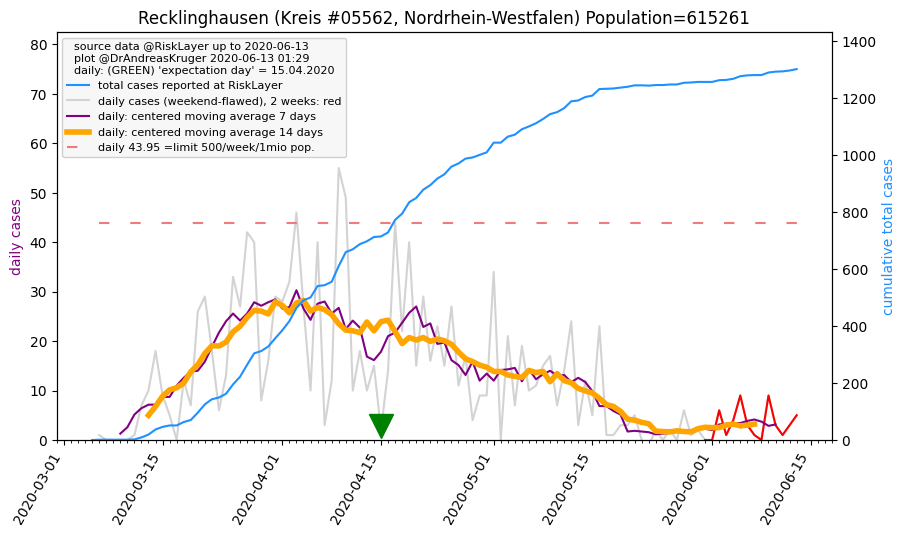 Recklinghausen (Kreis #05562, Nordrhein-Westfalen) Population=615261
source data @RiskLayer up to 2020-06-13
plot @DrAndreasKruger 2020-06-13 01:29
daily: (GREEN) 'expectation day' = 15.04.2020
total cases reported at RiskLayer
daily cases (weekend-flawed), 2 weeks: red
daily: centered moving average 7 days
daily: centered moving average 14 days
daily 43.95 =limit 500/week/1mio pop.
daily cases
80
70
60
50
40
30
20
10
0
1400
1200
1000
800
600
400
200
0
cumulative total cases
2020-03-01
2020-03-15
2020-04-01
2020-04-15
2020-05-01
2020-05-15
2020-06-01
2020-06-15